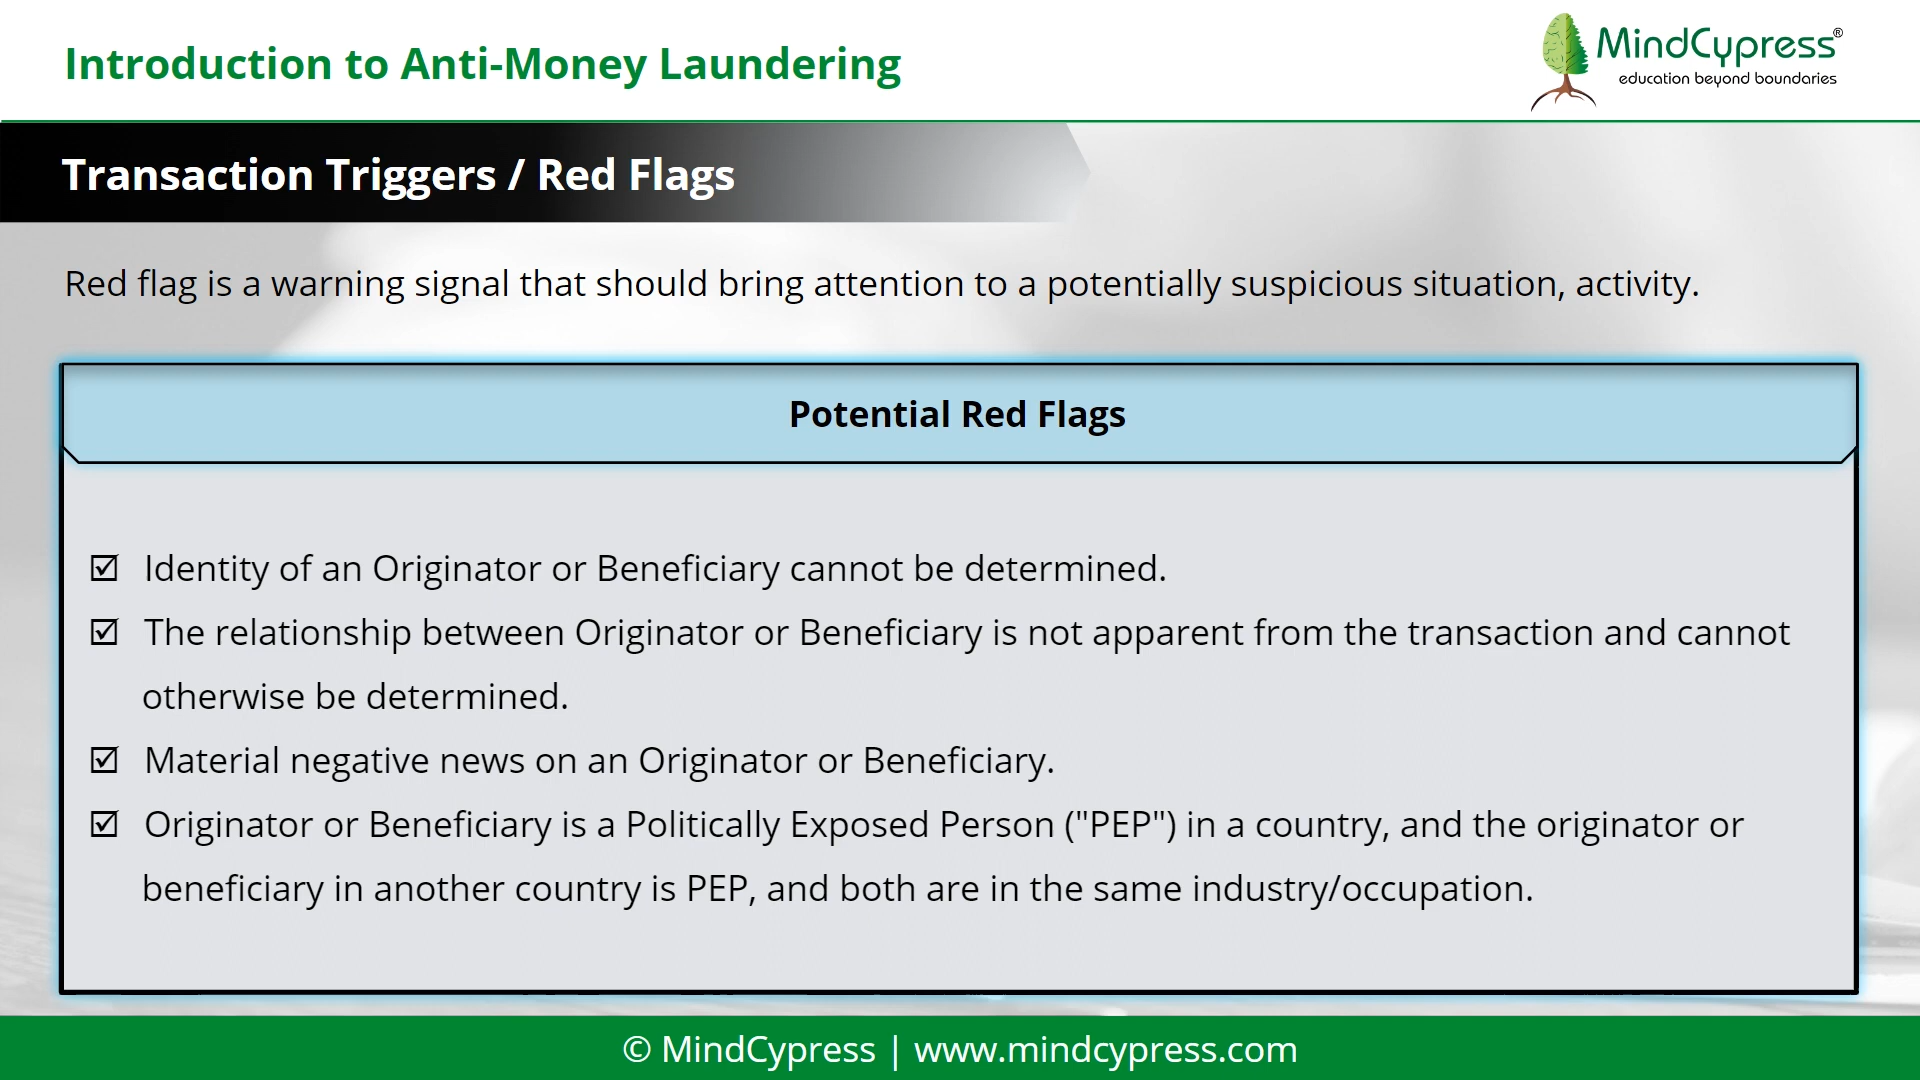 Introduction to Anti-Money Laundering
MindCypress®
education beyond boundaries
Transaction Triggers / Red Flags
Red flag is a warning signal that should bring attention to a potentially suspicious situation, activity.
Potential Red Flags
☑ Identity of an Originator or Beneficiary cannot be determined.
☑ The relationship between Originator or Beneficiary is not apparent from the transaction and cannot
otherwise be determined.
☑ Material negative news on an Originator or Beneficiary.
☑ Originator or Beneficiary is a Politically Exposed Person ("PEP") in a country, and the originator or
beneficiary in another country is PEP, and both are in the same industry/occupation.
© MindCypress | www.mindcypress.com